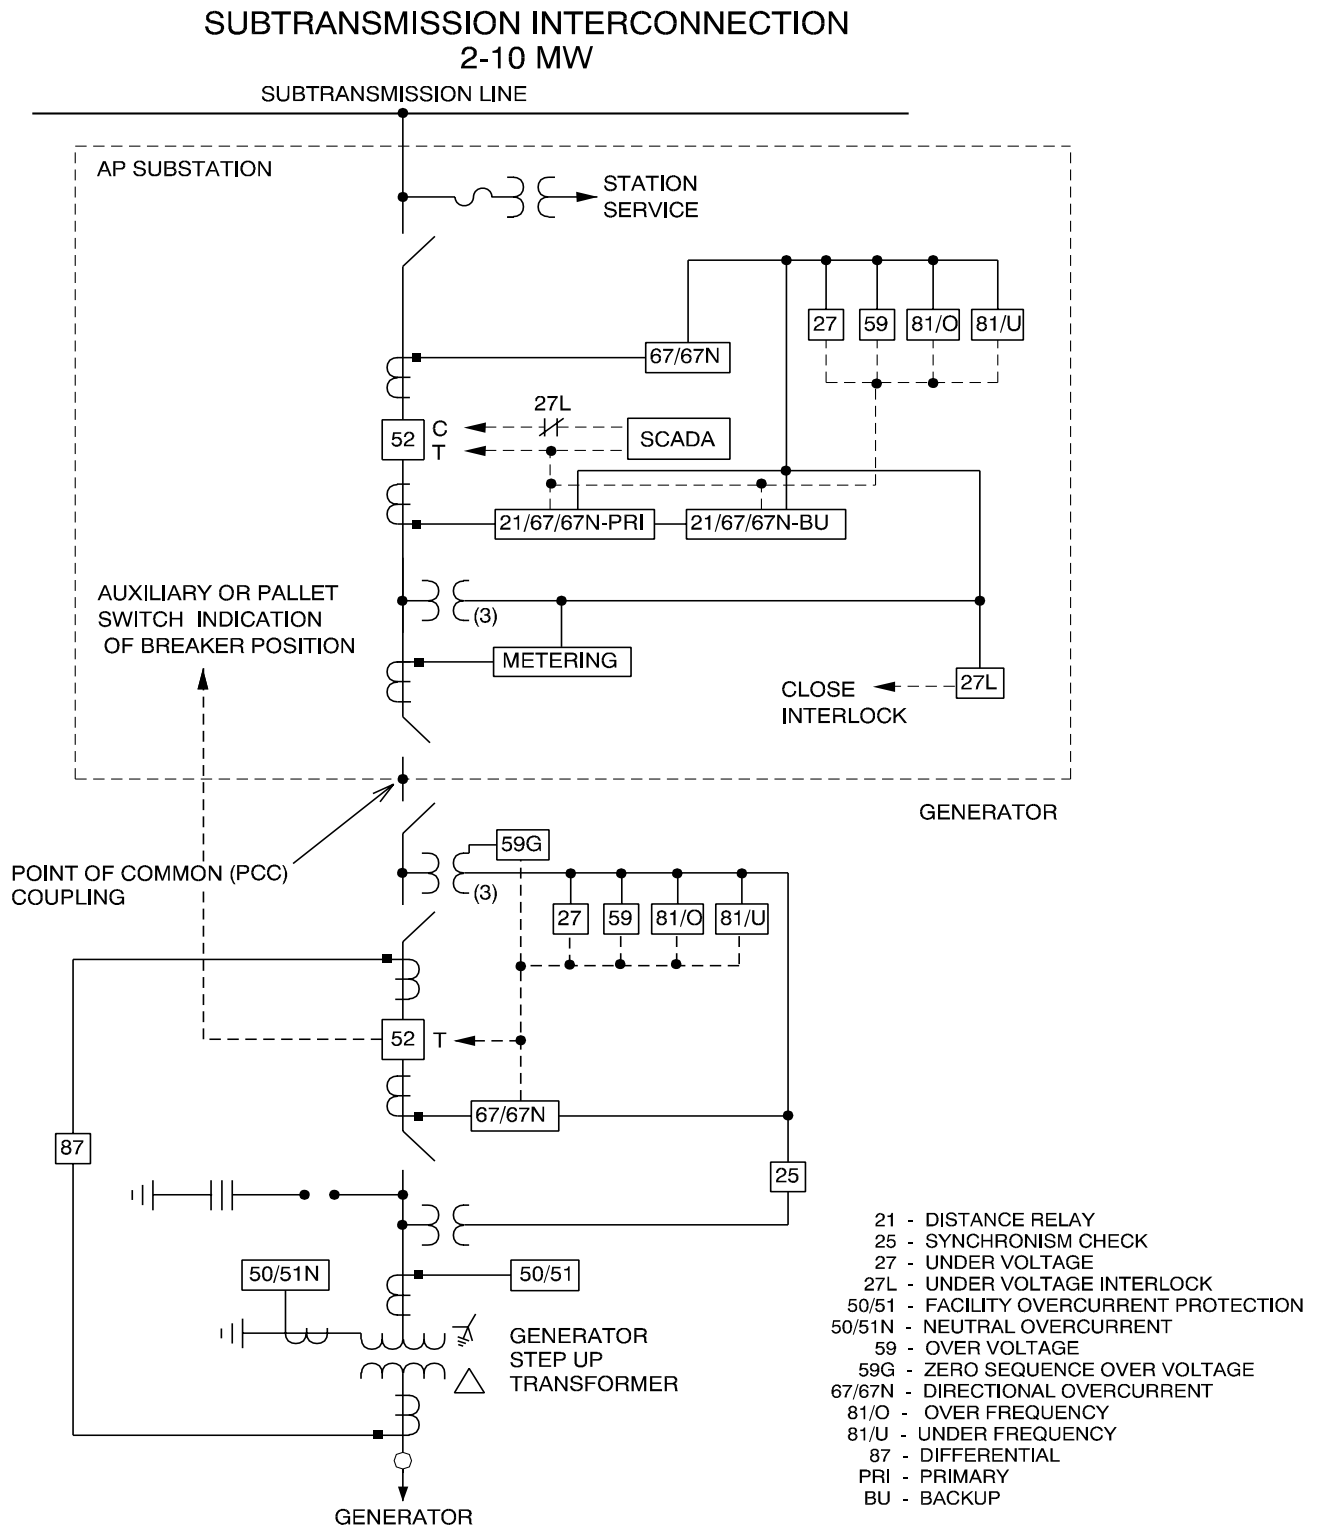 SUBTRANSMISSION INTERCONNECTION
2-10 MW
SUBTRANSMISSION LINE
AP SUBSTATION
STATION
SERVICE
27
59
81/O
81/U
67/67N
27L
52
C
T
SCADA
21/67/67N-PRI
21/67/67N-BU
AUXILIARY OR PALLET
SWITCH INDICATION
OF BREAKER POSITION
(3)
METERING
CLOSE
INTERLOCK
27L
GENERATOR
POINT OF COMMON (PCC)
COUPLING
59G
(3)
27
59
81/O
81/U
52
T
67/67N
87
25
50/51N
50/51
GENERATOR
STEP UP
TRANSFORMER
GENERATOR
21 - DISTANCE RELAY
25 - SYNCHRONISM CHECK
27 - UNDER VOLTAGE
27L - UNDER VOLTAGE INTERLOCK
50/51 - FACILITY OVERCURRENT PROTECTION
50/51N - NEUTRAL OVERCURRENT
59 - OVER VOLTAGE
59G - ZERO SEQUENCE OVER VOLTAGE
67/67N - DIRECTIONAL OVERCURRENT
81/O - OVER FREQUENCY
81/U - UNDER FREQUENCY
87 - DIFFERENTIAL
PRI - PRIMARY
BU - BACKUP